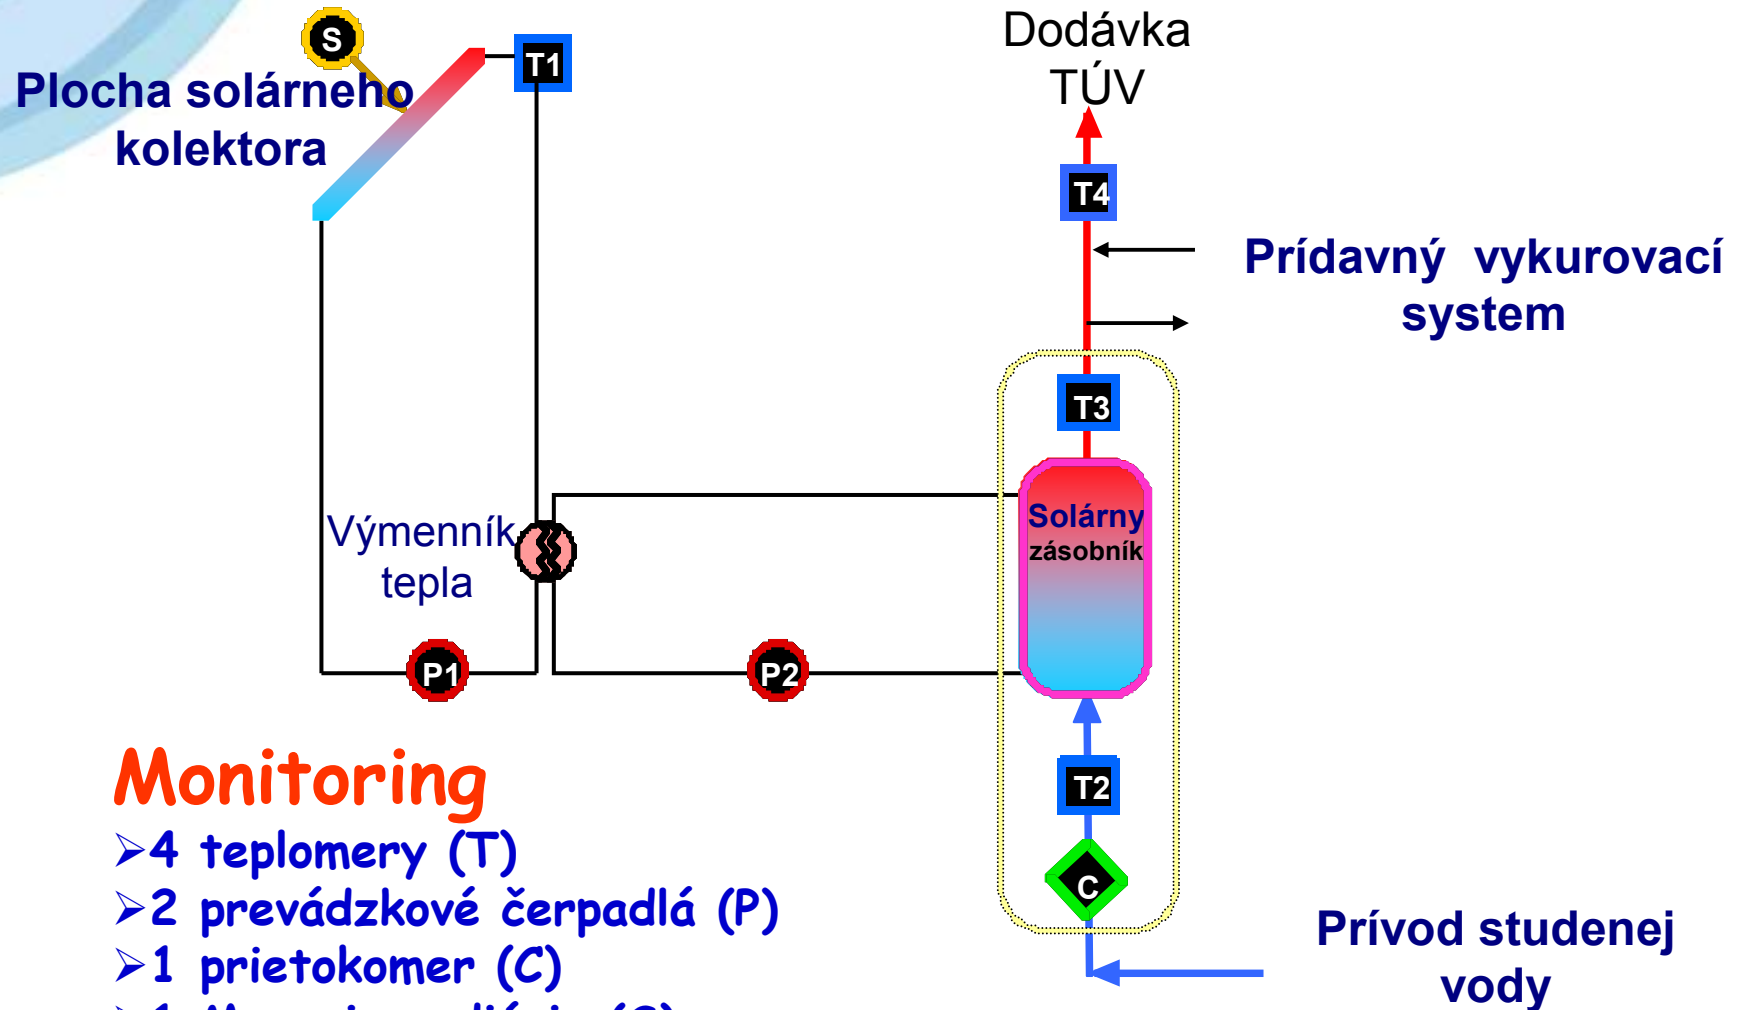 S
Plocha solárneho
kolektora
T1
Dodávka
TÚV
T4
Prídavný vykurovací
system
T3
Solárny
zásobník
Výmenník
tepla
P1
P2
T2
C
Prívod studenej
vody
Monitoring
➢4 teplomery (T)
➢2 prevádzkové čerpadlá (P)
➢1 prietokomer (C)